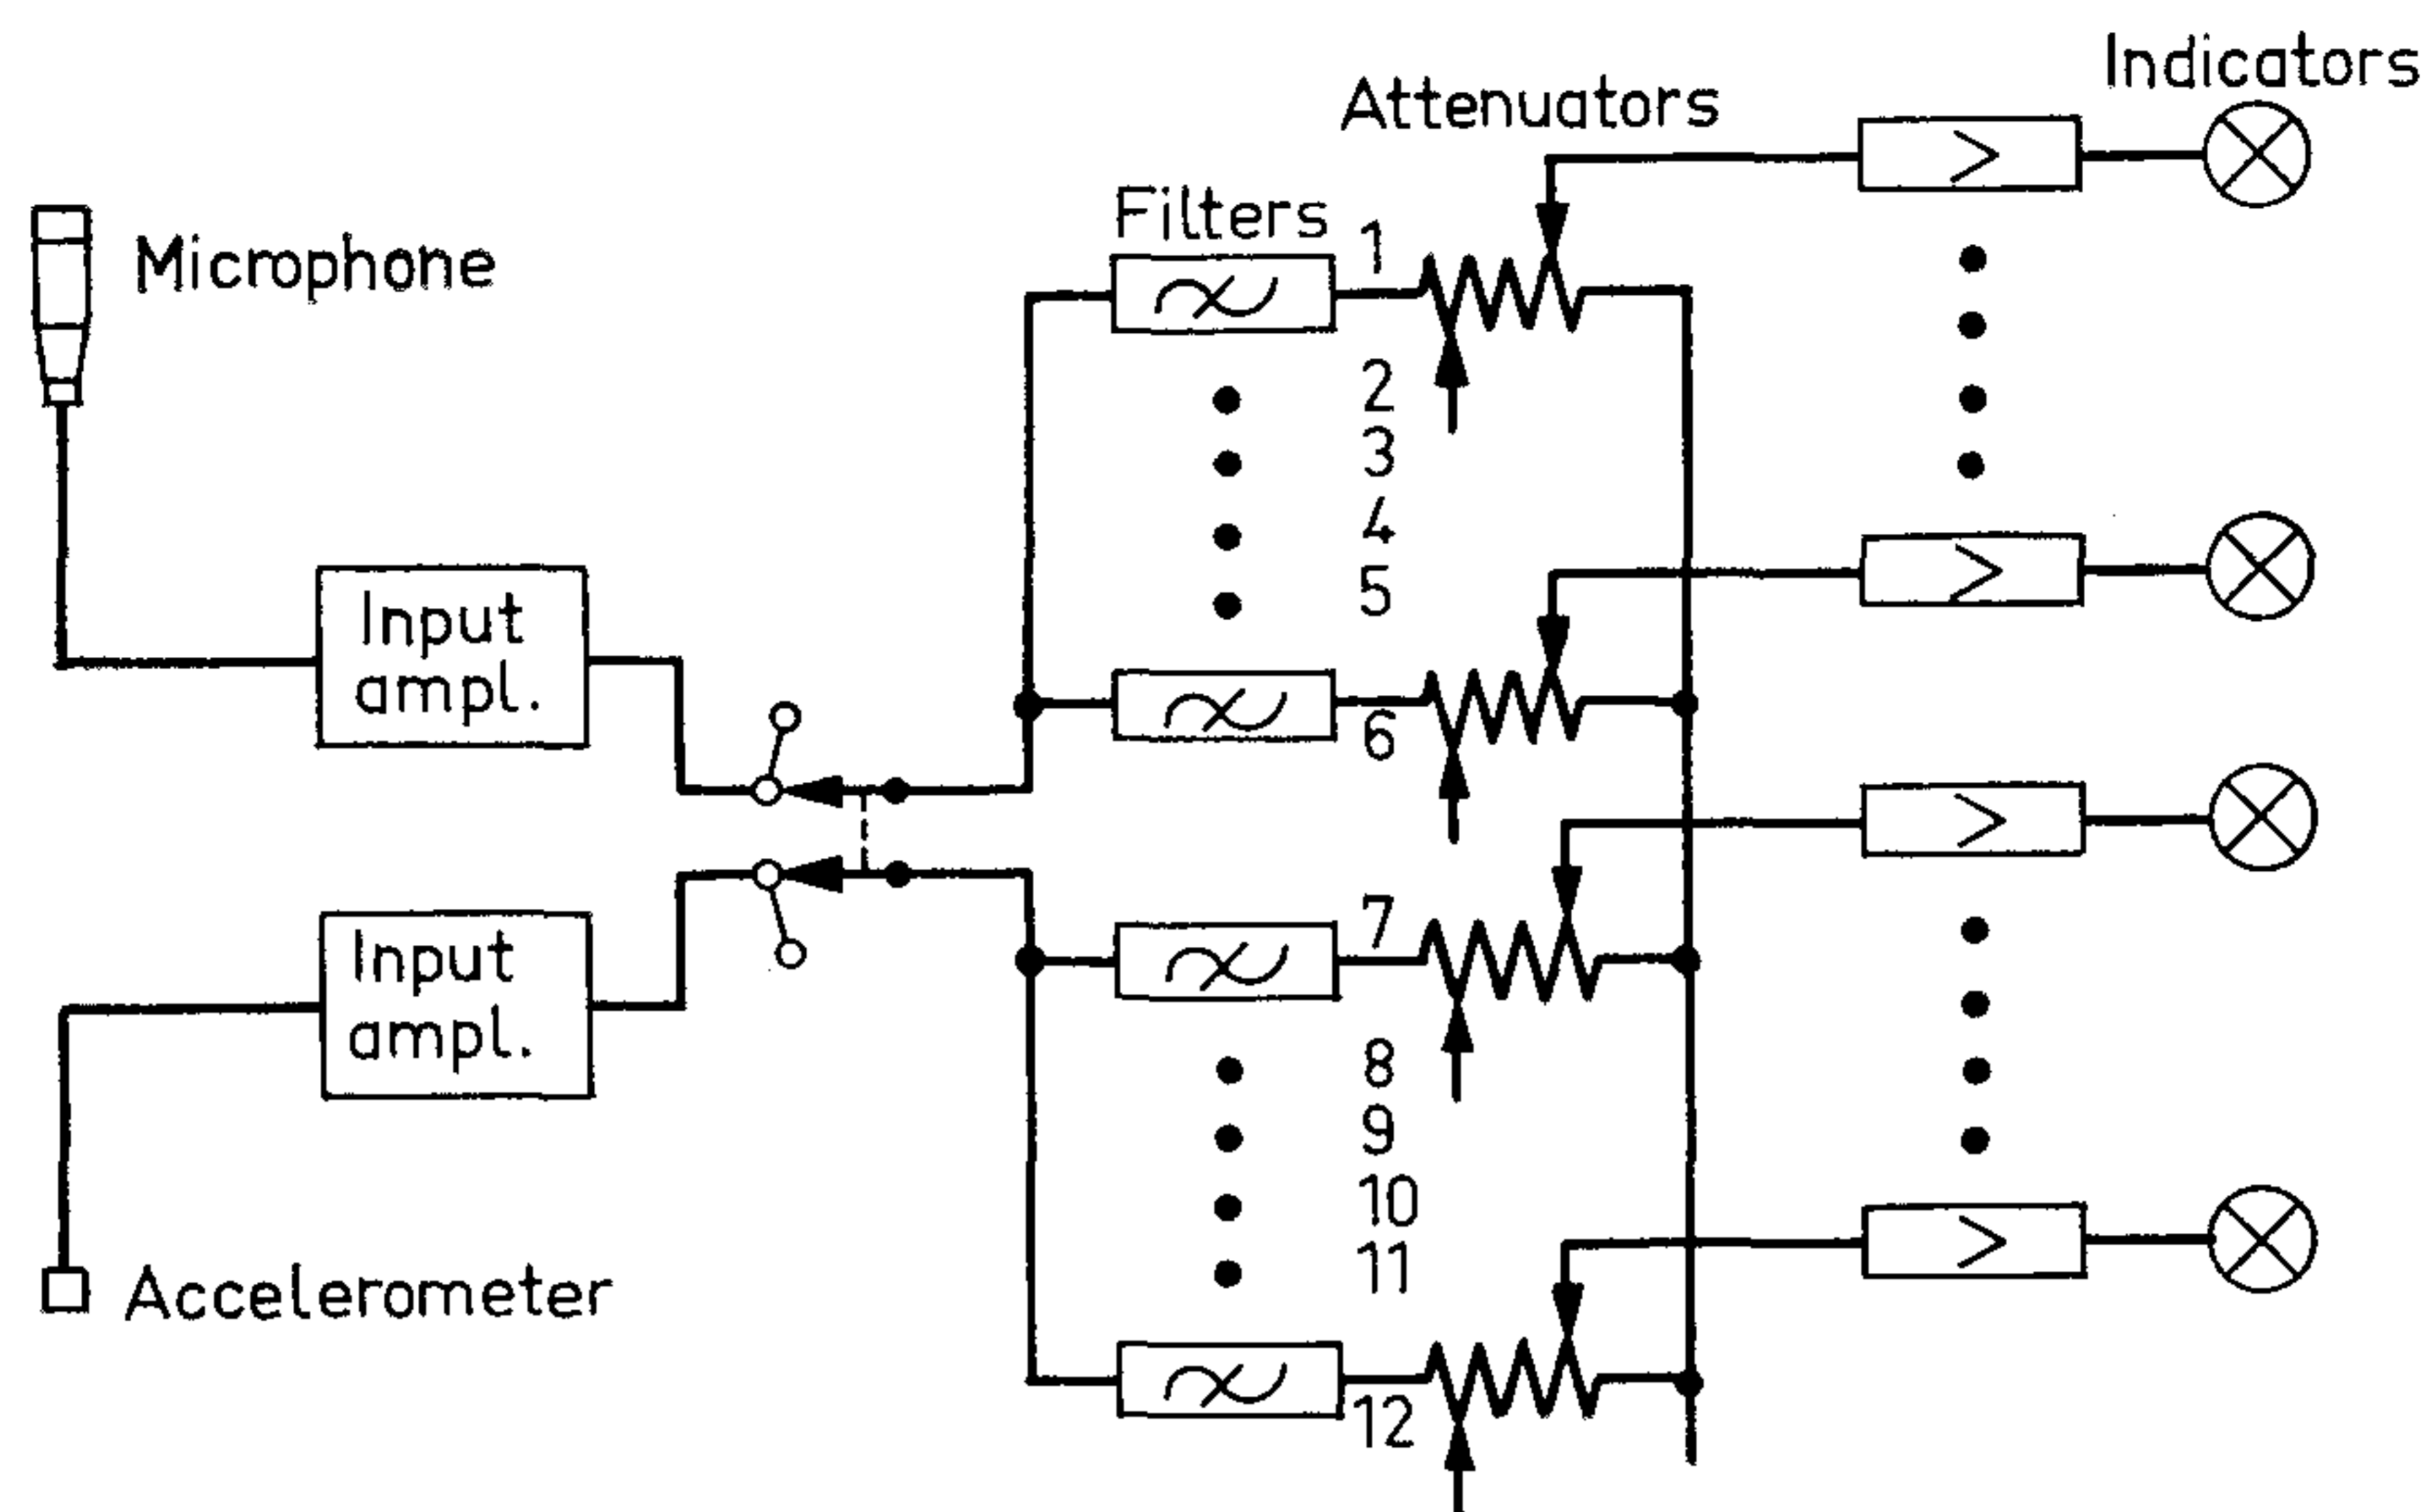 Indicators
Attenuators
Filters
1
Microphone
2
3
4
5
Input
ampl.
6
7
Input
ampl.
8
9
10
11
Accelerometer
12